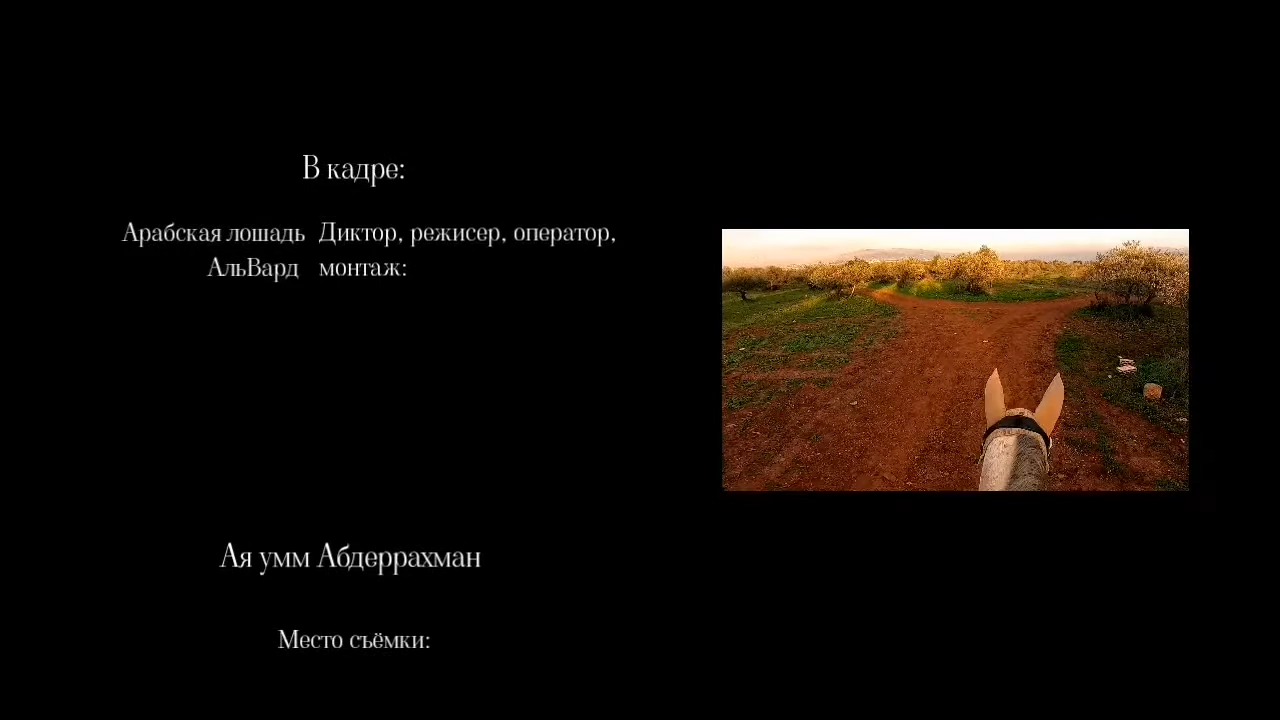 В кадре:
Арабская лошадь Диктор, режисер, оператор,
АльВард монтаж:
Ая умм Абдеррахман
Место съёмки: